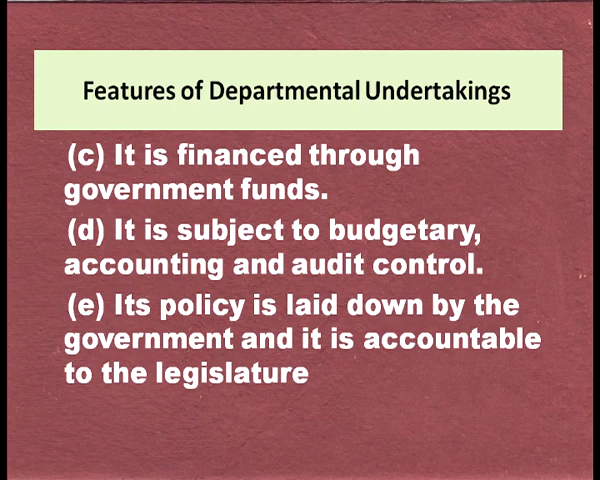 Features of Departmental Undertakings
(c) It is financed through
government funds.
(d) It is subject to budgetary,
accounting and audit control.
(e) Its policy is laid down by the
government and it is accountable
to the legislature